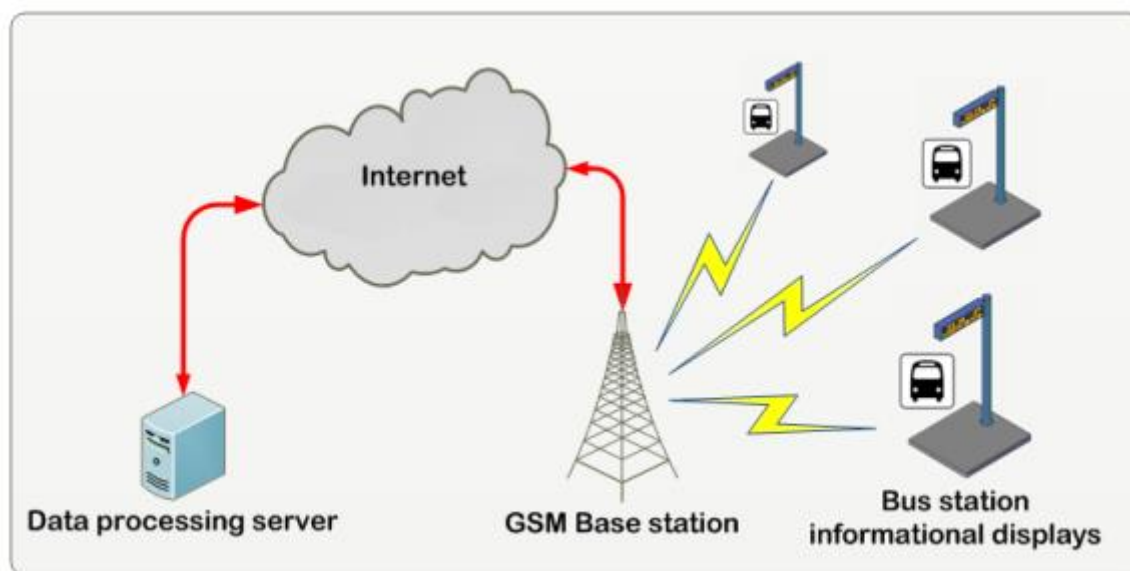 Internet
Data processing server
GSM Base station
Bus station
informational displays